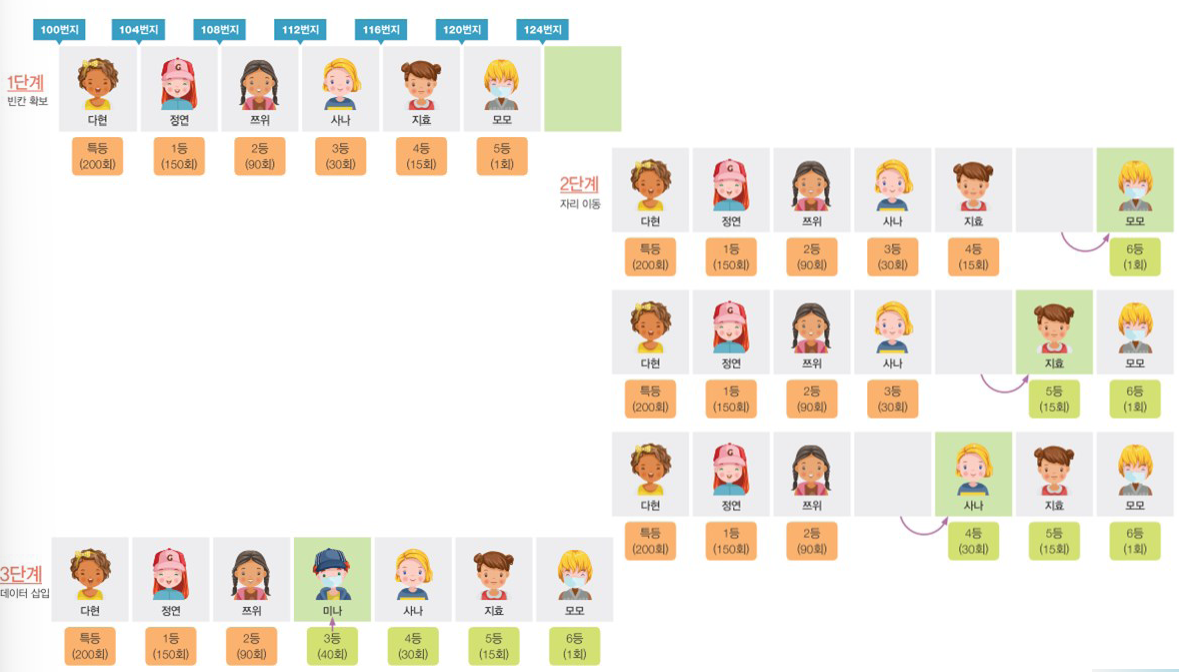 100번지 104번지 108번지 112번지 116번지 120번지 124번지
1단계
빈칸 확보
다현 정연 쯔위 사나 지효 모모
특등 1등 2등 3등 4등 5등
(200회) (150회) (90회) (30회) (15회) (1회)
2단계
자리 이동
다현 정연 쯔위 사나 지효 모모
특등 1등 2등 3등 4등 6등
(200회) (150회) (90회) (30회) (15회) (1회)
다현 정연 쯔위 사나 지효 모모
특등 1등 2등 3등 5등 6등
(200회) (150회) (90회) (30회) (15회) (1회)
다현 정연 쯔위 사나 지효 모모
특등 1등 2등 4등 5등 6등
(200회) (150회) (90회) (30회) (15회) (1회)
3단계
데이터 삽입
다현 정연 쯔위 미나 사나 지효 모모
특등 1등 2등 3등 4등 5등 6등
(200회) (150회) (90회) (40회) (30회) (15회) (1회)